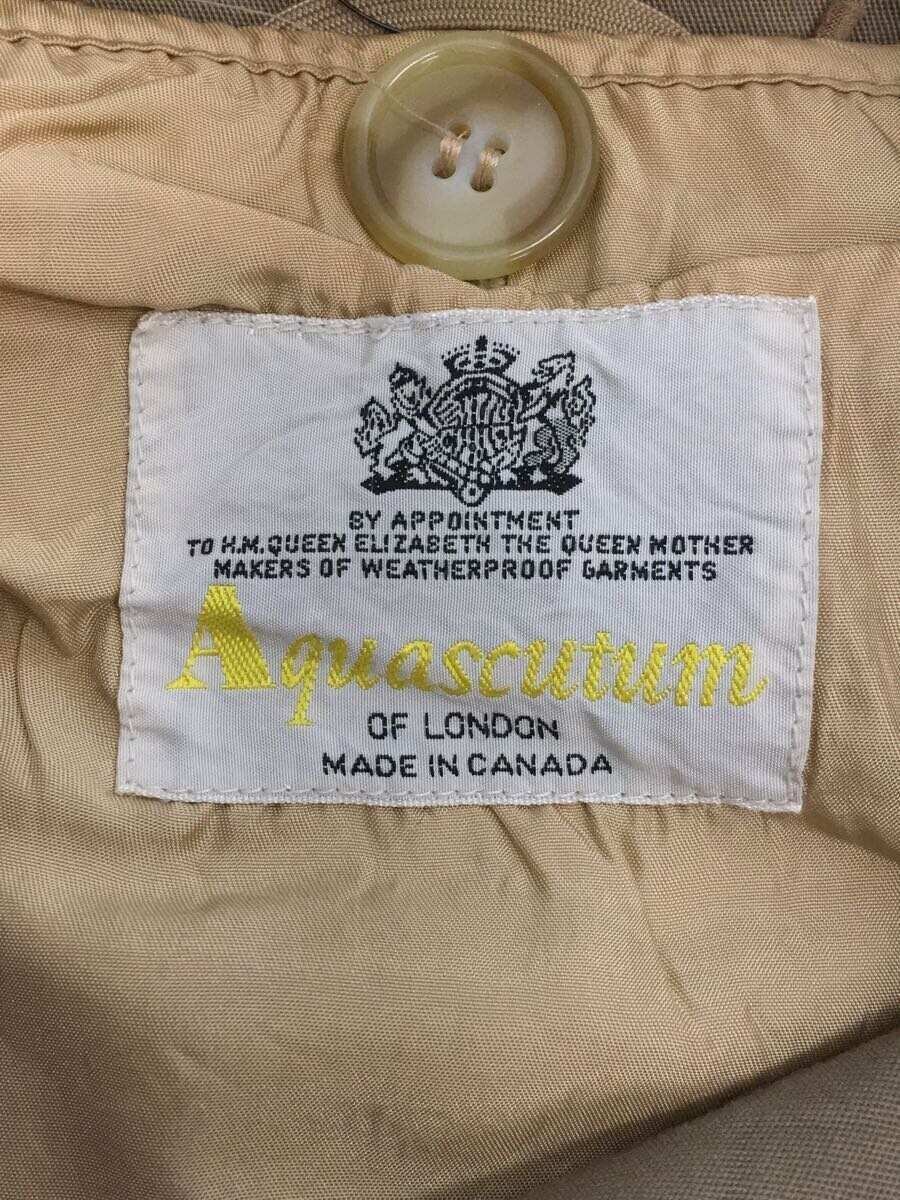 BY APPOINTMENT
TO H.M.QUEEN ELIZABETH THE QUEEN MOTHER
MAKERS OF WEATHERPROOF GARMENTS
Aquascutum
OF LONDON
MADE IN CANADA